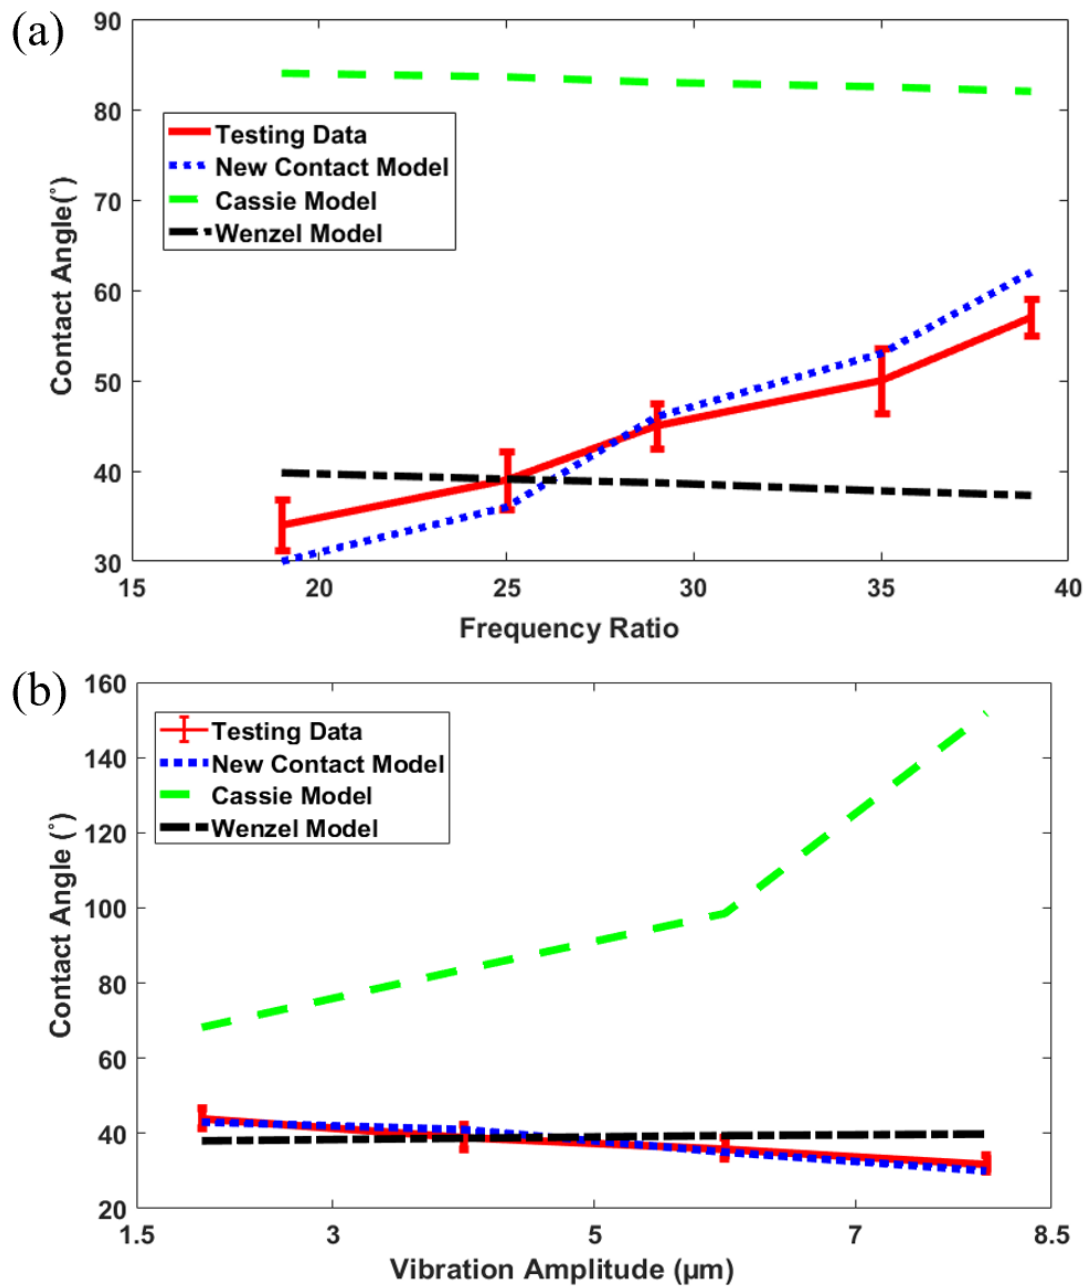 (a)
90
80
70
60
50
40
30
Contact Angle(°)
Testing Data
New Contact Model
Cassie Model
Wenzel Model
15 20 25 30 35 40
Frequency Ratio
(b)
160
140
120
100
80
60
40
20
Contact Angle (°)
Testing Data
New Contact Model
Cassie Model
Wenzel Model
1.5 3 5 7 8.5
Vibration Amplitude (μm)